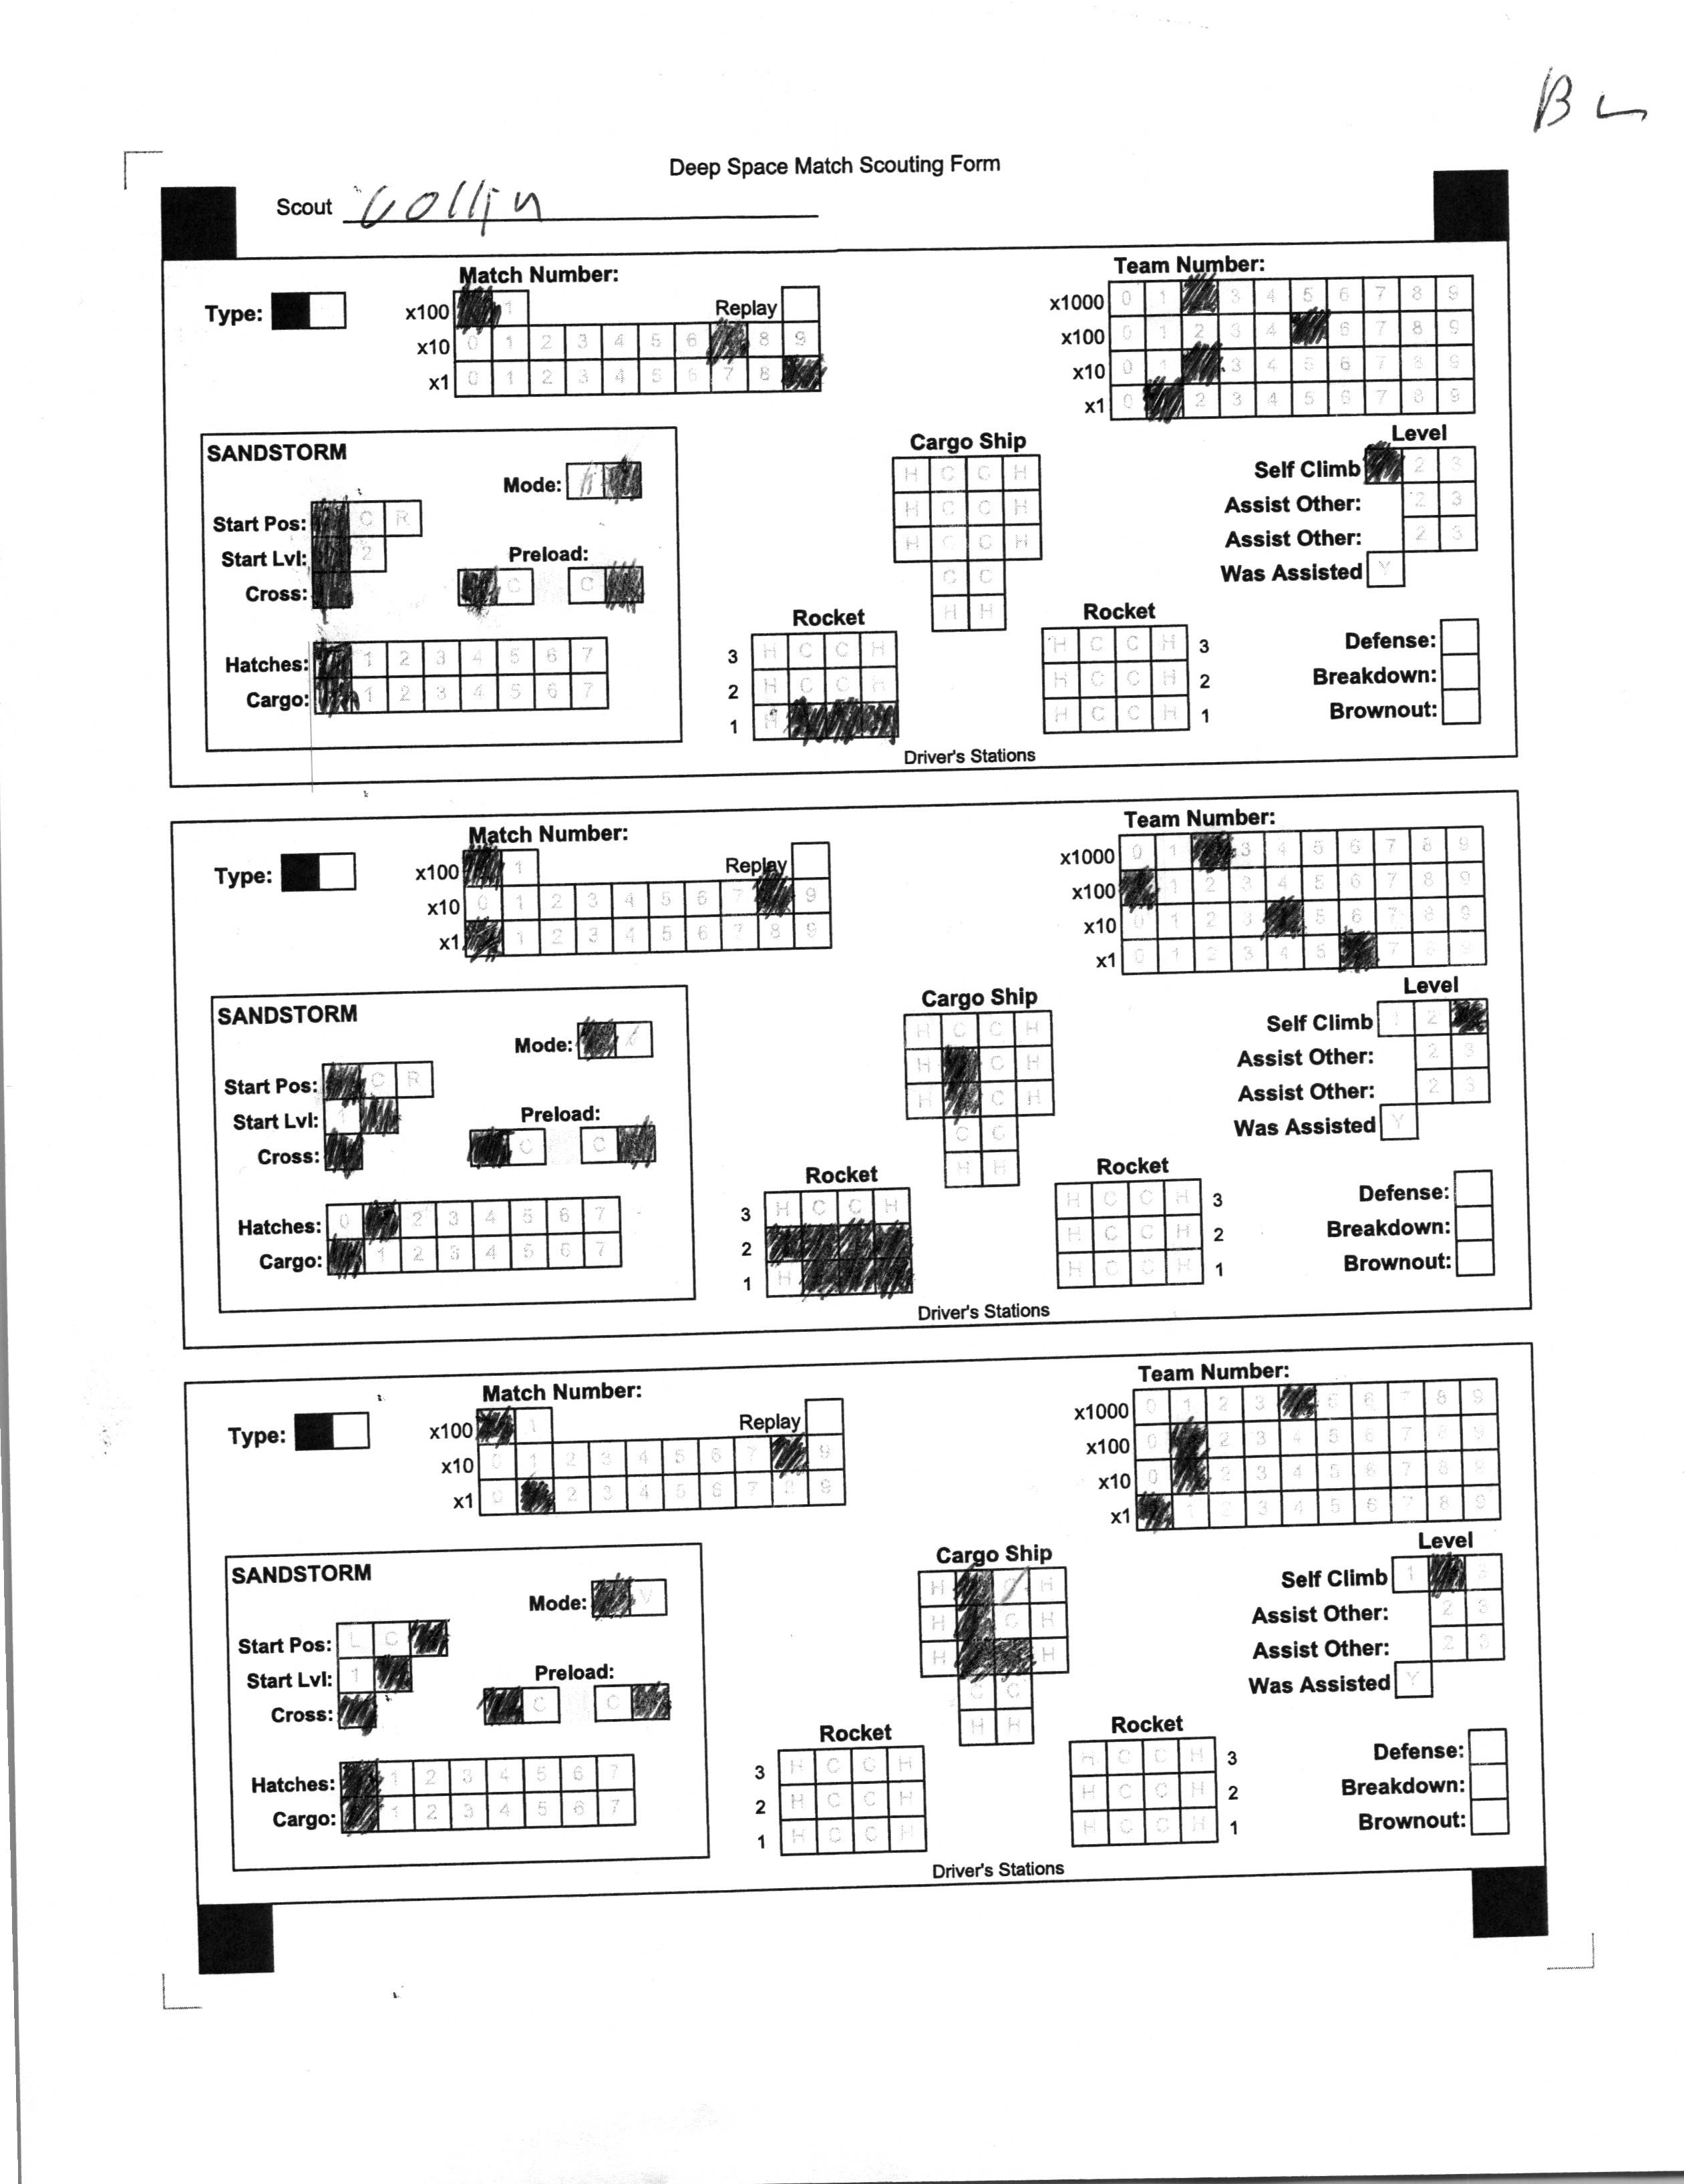 B L
Deep Space Match Scouting Form
Scout Collin
Match Number:
Team Number:
Type:
x100 1 Replay
x10 0 1 2 3 4 5 6 8 9
x1 0 1 2 3 4 5 6 7 8
x1000 0 1 3 4 5 6 7 8 9
x100 0 1 2 3 4 6 7 8 9
x10 0 1 3 4 5 6 7 8 9
x1 0 2 3 4 5 6 7 8 9
SANDSTORM
Mode:
Start Pos: C R
Start Lvl: 2
Cross:
Preload:
C C
Hatches: 1 2 3 4 5 6 7
Cargo: 1 2 3 4 5 6 7
Cargo Ship
H C C H
H C C H
H C C H
C C
H H
Rocket
3 H C C H
2 H C C H
1 H
Rocket
H C C H 3
H C C H 2
H C C H 1
Driver's Stations
Level
Self Climb 2 3
Assist Other: 2 3
Assist Other: 2 3
Was Assisted Y
Defense:
Breakdown:
Brownout:
Match Number:
Team Number:
Type:
x100 1 Replay
x10 0 1 2 3 4 5 6 7 9
x1 1 2 3 4 5 6 7 8 9
x1000 0 1 3 4 5 6 7 8 9
x100 1 2 3 4 5 6 7 8 9
x10 0 1 2 3 5 6 7 8 9
x1 0 1 2 3 4 5 7 8 9
SANDSTORM
Mode:
Start Pos: C R
Start Lvl: 1
Cross:
Preload:
C C
Hatches: 0 2 3 4 5 6 7
Cargo: 1 2 3 4 5 6 7
Cargo Ship
H C C H
H C H
H C H
C C
H H
Rocket
3 H C C H
2
1 H
Rocket
H C C H 3
H C C H 2
H C C H 1
Driver's Stations
Level
Self Climb 1 2
Assist Other: 2 3
Assist Other: 2 3
Was Assisted Y
Defense:
Breakdown:
Brownout:
Match Number:
Team Number:
Type:
x100 1 Replay
x10 0 1 2 3 4 5 6 7 9
x1 0 2 3 4 5 6 7 8 9
x1000 0 1 2 3 5 6 7 8 9
x100 0 2 3 4 5 6 7 8 9
x10 0 2 3 4 5 6 7 8 9
x1 1 2 3 4 5 6 7 8 9
SANDSTORM
Mode: V
Start Pos: L C
Start Lvl: 1
Cross:
Preload:
C C
Hatches: 1 2 3 4 5 6 7
Cargo: 1 2 3 4 5 6 7
Cargo Ship
H C H
H C H
H H
C C
H H
Rocket
3 H C C H
2 H C C H
1 H C C H
Rocket
H C C H 3
H C C H 2
H C C H 1
Driver's Stations
Level
Self Climb 1 3
Assist Other: 2 3
Assist Other: 2 3
Was Assisted Y
Defense:
Breakdown:
Brownout: